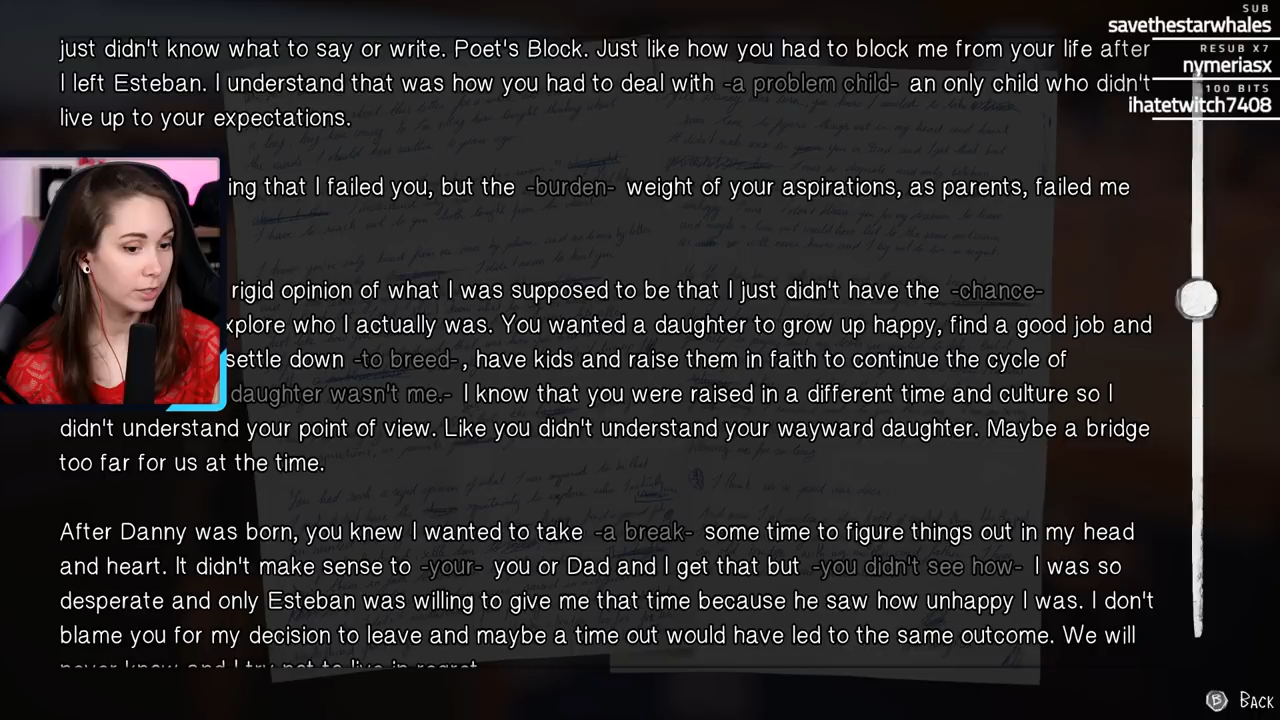 SUB
savethestarwhales
RESUB X7
nymeriasx
100 BITS
ihatetwitch7408
just didn't know what to say or write. Poet's Block. Just like how you had to block me from your life after
I left Esteban. I understand that was how you had to deal with -a problem child- an only child who didn't
live up to your expectations.
ing that I failed you, but the -burden- weight of your aspirations, as parents, failed me
rigid opinion of what I was supposed to be that I just didn't have the -chance-
xplore who I actually was. You wanted a daughter to grow up happy, find a good job and
settle down -to breed-, have kids and raise them in faith to continue the cycle of
daughter wasn't me.- I know that you were raised in a different time and culture so I
didn't understand your point of view. Like you didn't understand your wayward daughter. Maybe a bridge
too far for us at the time.
After Danny was born, you knew I wanted to take -a break- some time to figure things out in my head
and heart. It didn't make sense to -your- you or Dad and I get that but -you didn't see how- I was so
desperate and only Esteban was willing to give me that time because he saw how unhappy I was. I don't
blame you for my decision to leave and maybe a time out would have led to the same outcome. We will
never know and I try not to live in regret
B BACK